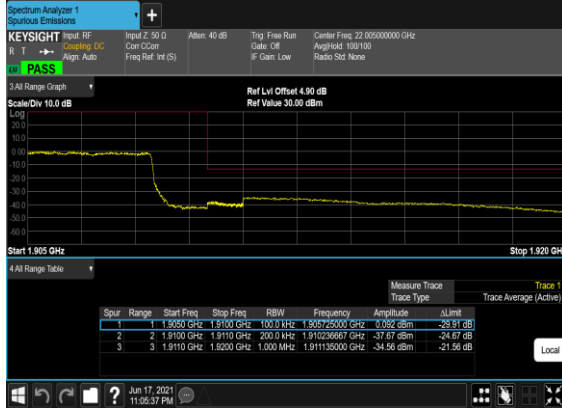 Spectrum Analyzer 1
Spurious Emissions
+
KEYSIGHT Input: RF Input Z: 50 Ω Atten: 40 dB Trig: Free Run Center Freq: 22.005000000 GHz
R T Coupling: DC Corr CCorr Gate: Off Avg|Hold: 100/100
Align: Auto Freq Ref: Int (S) IF Gain: Low Radio Std: None
PASS
3 All Range Graph
Ref Lvl Offset 4.90 dB
Scale/Div 10.0 dB Ref Value 30.00 dBm
Log
20.0
10.0
0.00
-10.0
-20.0
-30.0
-40.0
-50.0
-60.0
Start 1.905 GHz Stop 1.920 GH
4 All Range Table
Measure Trace Trace 1
Trace Type Trace Average (Active)
Spur Range Start Freq Stop Freq RBW Frequency Amplitude ΔLimit
1 1 1.9050 GHz 1.9100 GHz 100.0 kHz 1.905725000 GHz 0.092 dBm -29.91 dB
2 2 1.9100 GHz 1.9110 GHz 200.0 kHz 1.910236667 GHz -37.67 dBm -24.67 dB
3 3 1.9110 GHz 1.9200 GHz 1.000 MHz 1.911135000 GHz -34.56 dBm -21.56 dB
Local
? Jun 17, 2021
11:05:37 PM